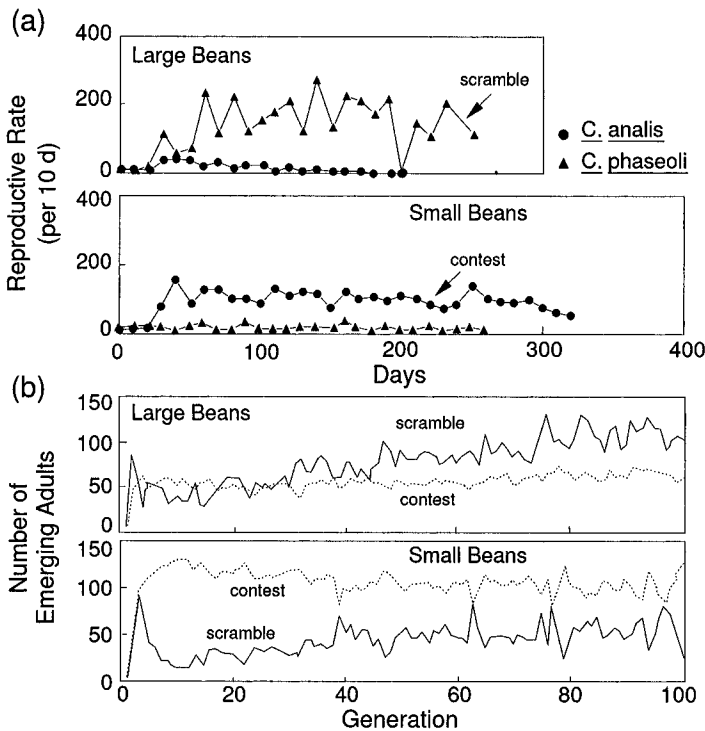 (a)
400
Large Beans
scramble
200
0
C. analis
C. phaseoli
Reproductive Rate
(per 10 d)
400
Small Beans
contest
200
0
0
100
200
300
400
Days
(b)
150
Large Beans
scramble
100
50
contest
0
150
Small Beans
100
contest
50
scramble
0
0
20
40
60
80
100
Number of
Emerging Adults
Generation